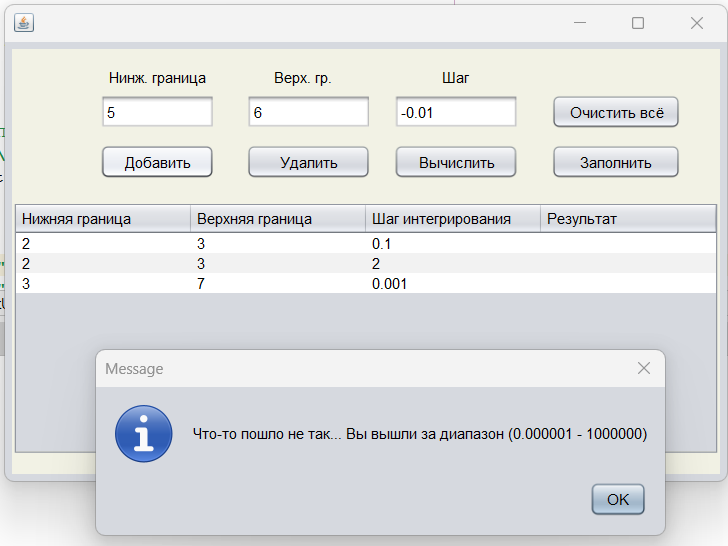 Нинж. граница Верх. гр. Шаг
5 6 -0.01 Очистить всё
Добавить Удалить Вычислить Заполнить
Нижняя граница Верхняя граница Шаг интегрирования Результат
2 3 0.1
2 3 2
3 7 0.001
Message
Что-то пошло не так... Вы вышли за диапазон (0.000001 - 1000000)
OK